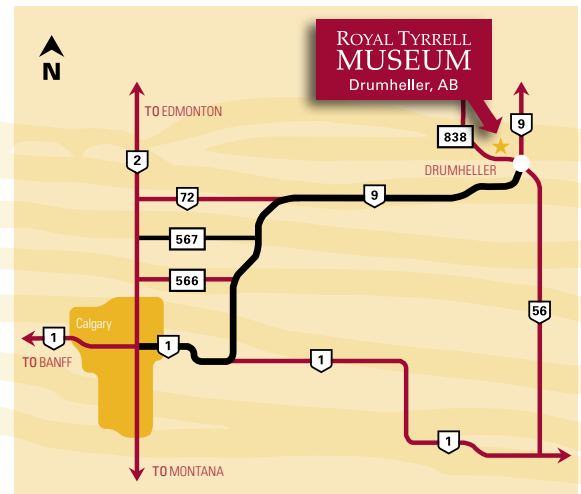 ROYAL TYRRELL
MUSEUM
Drumheller, AB
N
TO EDMONTON
9
838
2
DRUMHELLER
72
9
567
566
56
Calgary
1
1
1
TO BANFF
1
TO MONTANA